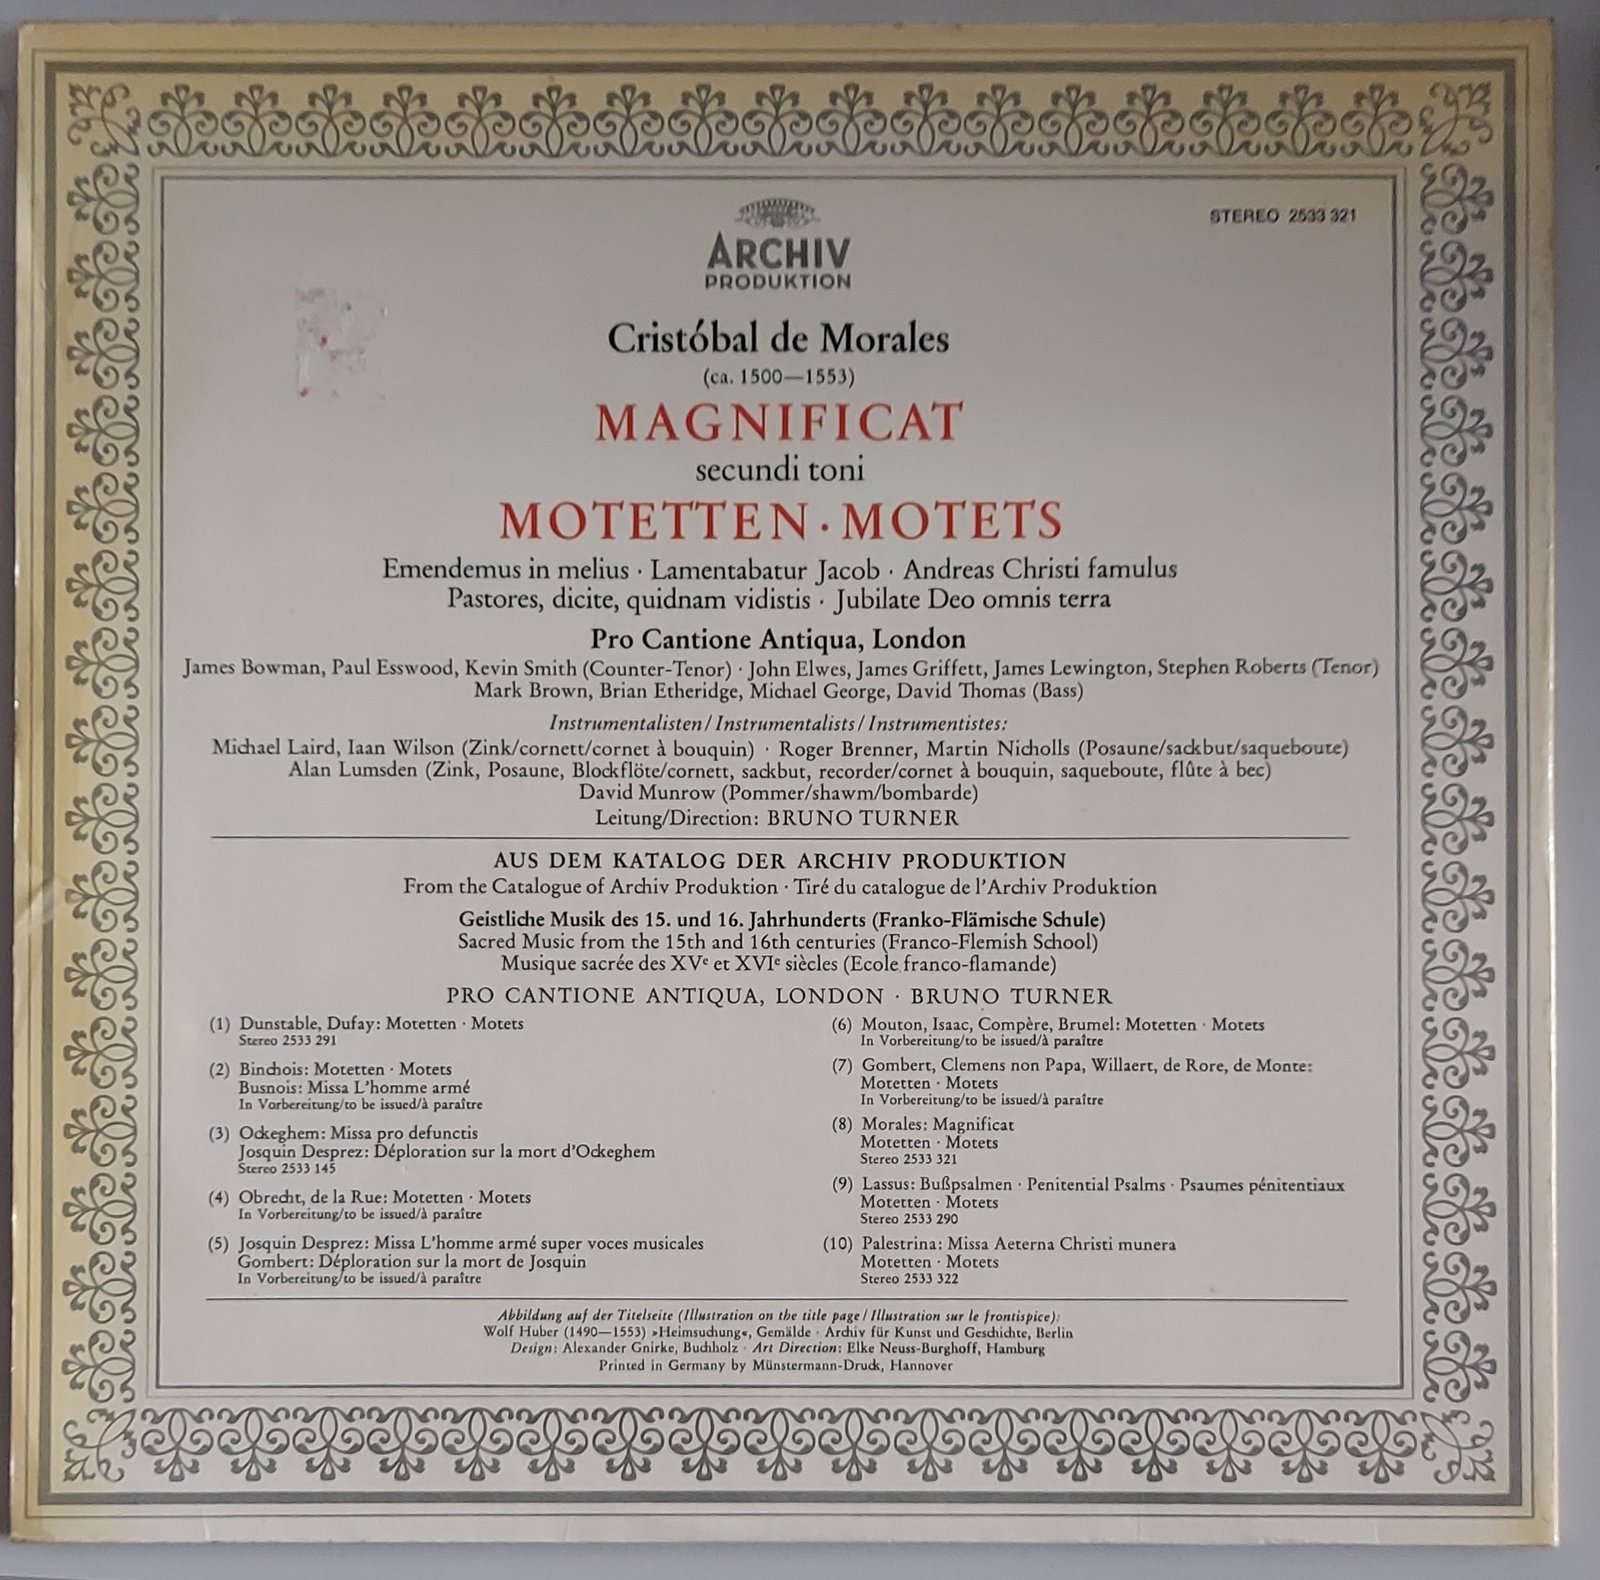 STEREO 2533 321
ARCHIV
PRODUKTION
Cristóbal de Morales
(ca. 1500—1553)
MAGNIFICAT
secundi toni
MOTETTEN · MOTETS
Emendemus in melius · Lamentabatur Jacob · Andreas Christi famulus
Pastores, dicite, quidnam vidistis · Jubilate Deo omnis terra
Pro Cantione Antiqua, London
James Bowman, Paul Esswood, Kevin Smith (Counter-Tenor) · John Elwes, James Griffett, James Lewington, Stephen Roberts (Tenor)
Mark Brown, Brian Etheridge, Michael George, David Thomas (Bass)
Instrumentalisten / Instrumentalists / Instrumentistes:
Michael Laird, Iaan Wilson (Zink/cornett/cornet à bouquin) · Roger Brenner, Martin Nicholls (Posaune/sackbut/saqueboute)
Alan Lumsden (Zink, Posaune, Blockflöte/cornett, sackbut, recorder/cornet à bouquin, saqueboute, flûte à bec)
David Munrow (Pommer/shawm/bombarde)
Leitung/Direction: BRUNO TURNER
AUS DEM KATALOG DER ARCHIV PRODUKTION
From the Catalogue of Archiv Produktion · Tiré du catalogue de l'Archiv Produktion
Geistliche Musik des 15. und 16. Jahrhunderts (Franko-Flämische Schule)
Sacred Music from the 15th and 16th centuries (Franco-Flemish School)
Musique sacrée des XVe et XVIe siècles (Ecole franco-flamande)
PRO CANTIONE ANTIQUA, LONDON · BRUNO TURNER
(1) Dunstable, Dufay: Motetten · Motets
Stereo 2533 291
(2) Binchois: Motetten · Motets
Busnois: Missa L'homme armé
In Vorbereitung/to be issued/à paraître
(3) Ockeghem: Missa pro defunctis
Josquin Desprez: Déploration sur la mort d'Ockeghem
Stereo 2533 145
(4) Obrecht, de la Rue: Motetten · Motets
In Vorbereitung/to be issued/à paraître
(5) Josquin Desprez: Missa L'homme armé super voces musicales
Gombert: Déploration sur la mort de Josquin
In Vorbereitung/to be issued/à paraître
(6) Mouton, Isaac, Compère, Brumel: Motetten · Motets
In Vorbereitung/to be issued/à paraître
(7) Gombert, Clemens non Papa, Willaert, de Rore, de Monte:
Motetten · Motets
In Vorbereitung/to be issued/à paraître
(8) Morales: Magnificat
Motetten · Motets
Stereo 2533 321
(9) Lassus: Bußpsalmen · Penitential Psalms · Psaumes pénitentiaux
Motetten · Motets
Stereo 2533 290
(10) Palestrina: Missa Aeterna Christi munera
Motetten · Motets
Stereo 2533 322
Abbildung auf der Titelseite (Illustration on the title page / Illustration sur le frontispice):
Wolf Huber (1490—1553) »Heimsuchung«, Gemälde · Archiv für Kunst und Geschichte, Berlin
Design: Alexander Gnirke, Buchholz · Art Direction: Elke Neuss-Burghoff, Hamburg
Printed in Germany by Münstermann-Druck, Hannover